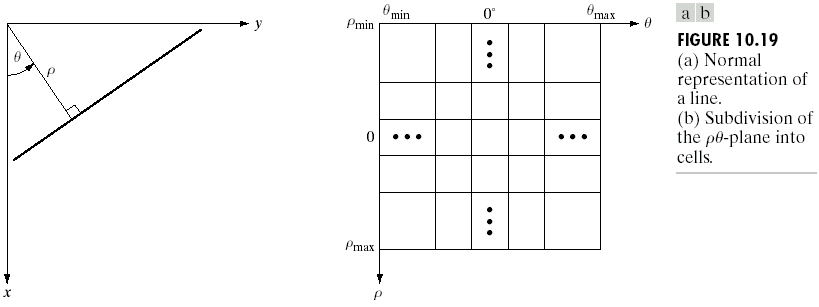 y
θ
ρ
x
θmin 0° θmax
ρmin θ
0
ρmax
ρ
a b
FIGURE 10.19
(a) Normal
representation of
a line.
(b) Subdivision of
the ρθ-plane into
cells.